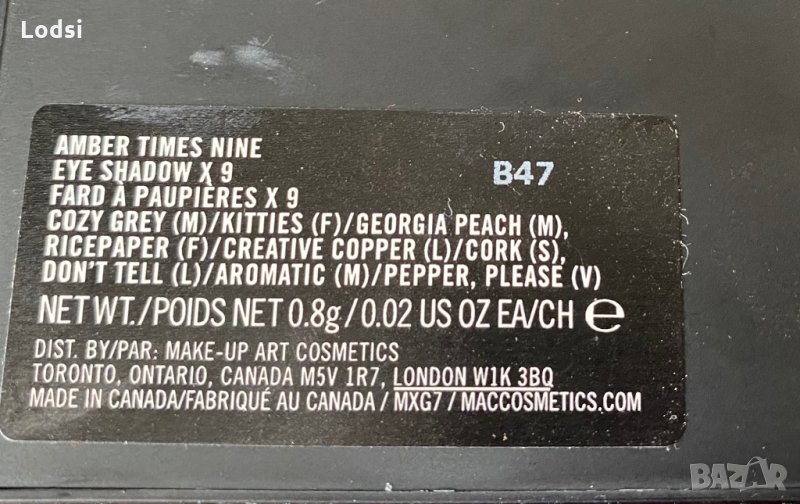 Lodsi
AMBER TIMES NINE
EYE SHADOW X 9
B47
FARD À PAUPIÈRES X 9
COZY GREY (M)/KITTIES (F)/GEORGIA PEACH (M),
RICEPAPER (F)/CREATIVE COPPER (L)/CORK (S),
DON'T TELL (L)/AROMATIC (M)/PEPPER, PLEASE (V)
NET WT./POIDS NET 0.8g/0.02 US OZ EA/CH ℮
DIST. BY/PAR: MAKE-UP ART COSMETICS
TORONTO, ONTARIO, CANADA M5V 1R7, LONDON W1K 3BQ
MADE IN CANADA/FABRIQUÉ AU CANADA / MXG7 / MACCOSMETICS.COM
BAZAR